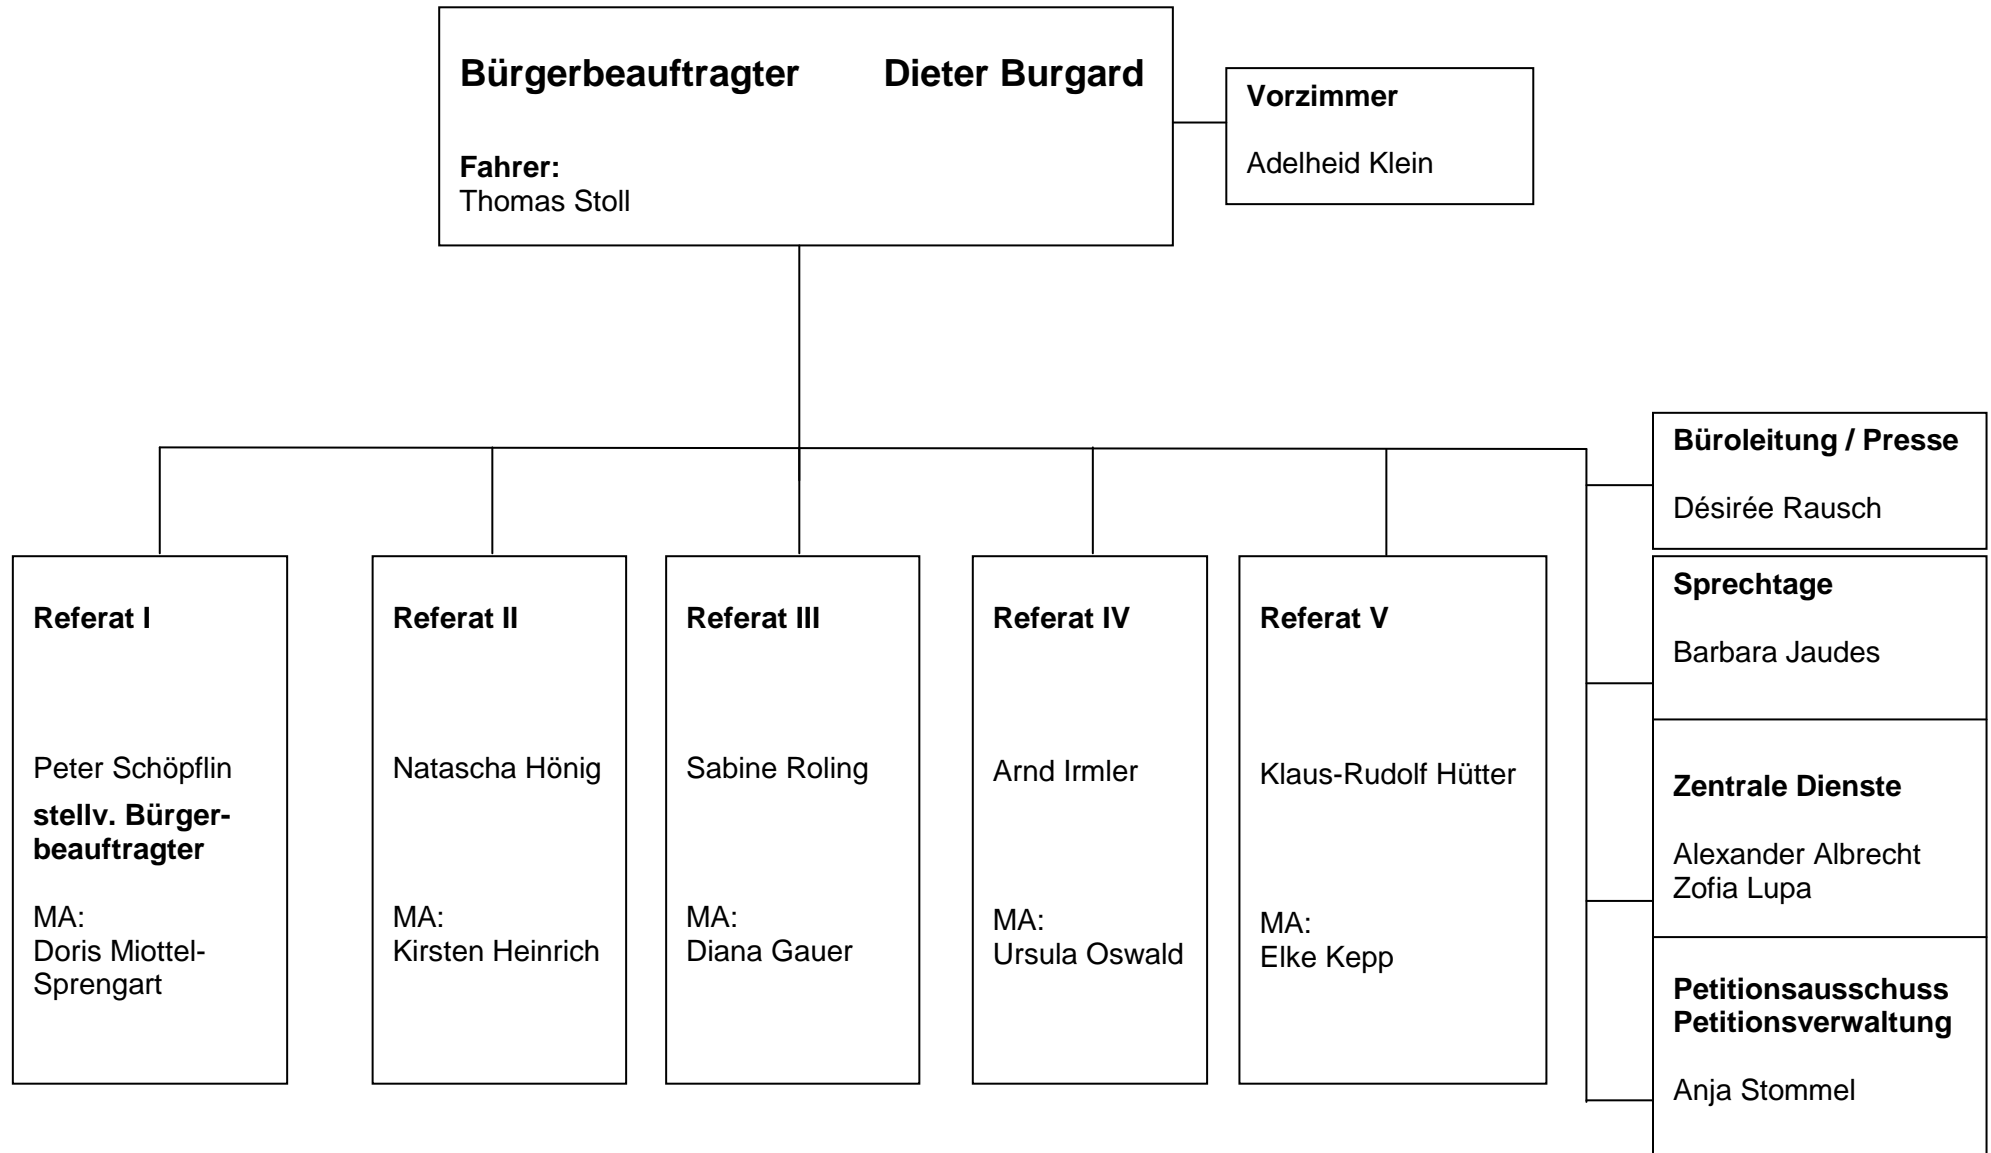 Bürgerbeauftragter Dieter Burgard
Fahrer:
Thomas Stoll
Vorzimmer
Adelheid Klein
Referat I
Peter Schöpflin
stellv. Bürger-
beauftragter
MA:
Doris Miottel-
Sprengart
Referat II
Natascha Hönig
MA:
Kirsten Heinrich
Referat III
Sabine Roling
MA:
Diana Gauer
Referat IV
Arnd Irmler
MA:
Ursula Oswald
Referat V
Klaus-Rudolf Hütter
MA:
Elke Kepp
Büroleitung / Presse
Désirée Rausch
Sprechtage
Barbara Jaudes
Zentrale Dienste
Alexander Albrecht
Zofia Lupa
Petitionsausschuss
Petitionsverwaltung
Anja Stommel